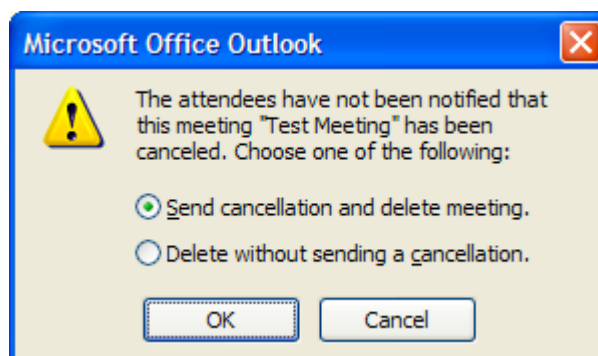 Microsoft Office Outlook
The attendees have not been notified that
this meeting "Test Meeting" has been
canceled. Choose one of the following:
Send cancellation and delete meeting.
Delete without sending a cancellation.
OK Cancel